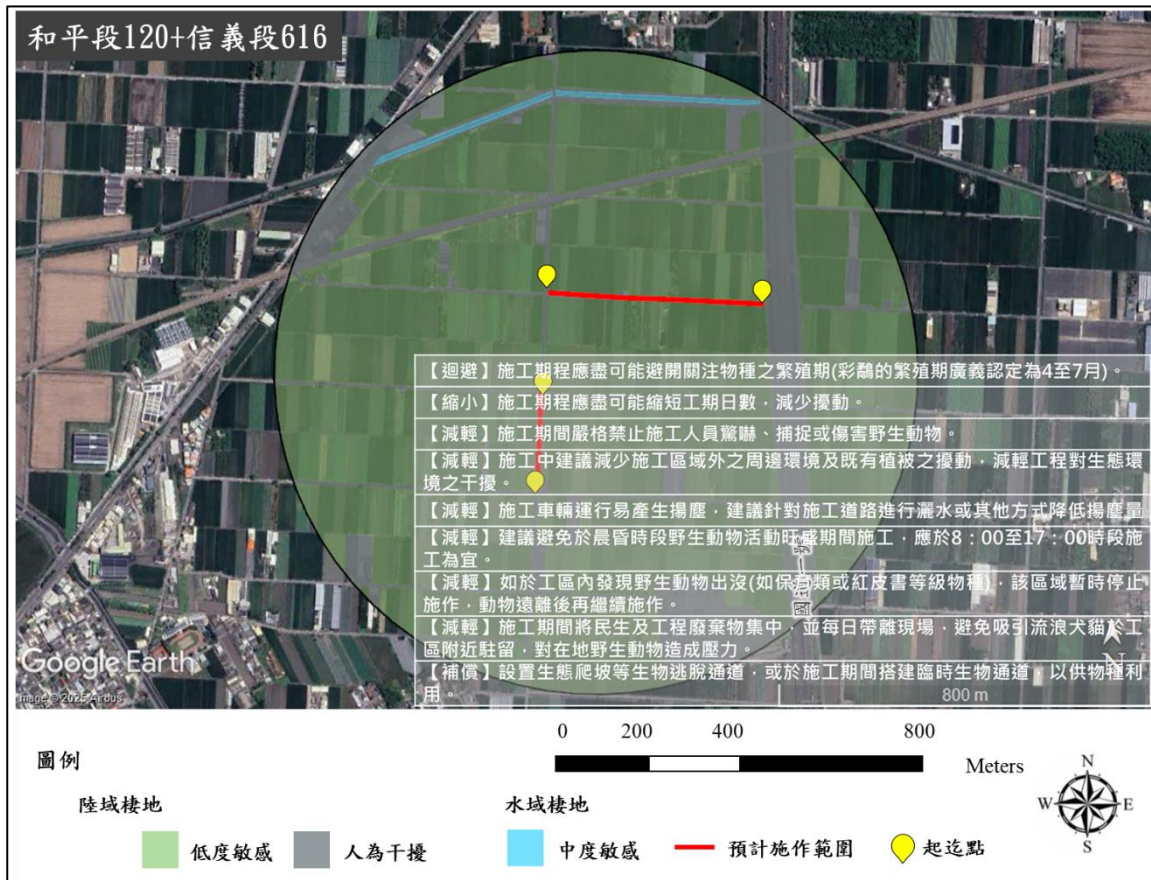 和平段120+信義段616
【迴避】施工期程應盡可能避開關注物種之繁殖期(彩鷸的繁殖期廣義認定為4至7月)。
【縮小】施工期程應盡可能縮短工期日數，減少擾動。
【減輕】施工期間嚴格禁止施工人員驚嚇、捕捉或傷害野生動物。
【減輕】施工中建議減少施工區域外之周邊環境及既有植被之擾動，減輕工程對生態環
境之干擾。
【減輕】施工車輛運行易產生揚塵，建議針對施工道路進行灑水或其他方式降低揚塵量
【減輕】建議避免於晨昏時段野生動物活動旺盛期間施工，應於8：00至17：00時段施
工為宜。
【減輕】如於工區內發現野生動物出沒(如保育類或紅皮書等級物種)，該區域暫時停止
施作，動物遠離後再繼續施作。
【減輕】施工期間將民生及工程廢棄物集中，並每日帶離現場，避免吸引流浪犬貓於工
區附近駐留，對在地野生動物造成壓力。
【補償】設置生態爬坡等生物逃脫通道，或於施工期間搭建臨時生物通道，以供物種利
用。
國道一號
N
Google Earth
Image © 2025 Airbus
800 m
0 200 400 800
Meters
圖例
陸域棲地
水域棲地
低度敏感
人為干擾
中度敏感
預計施作範圍
起迄點
N
W
E
S